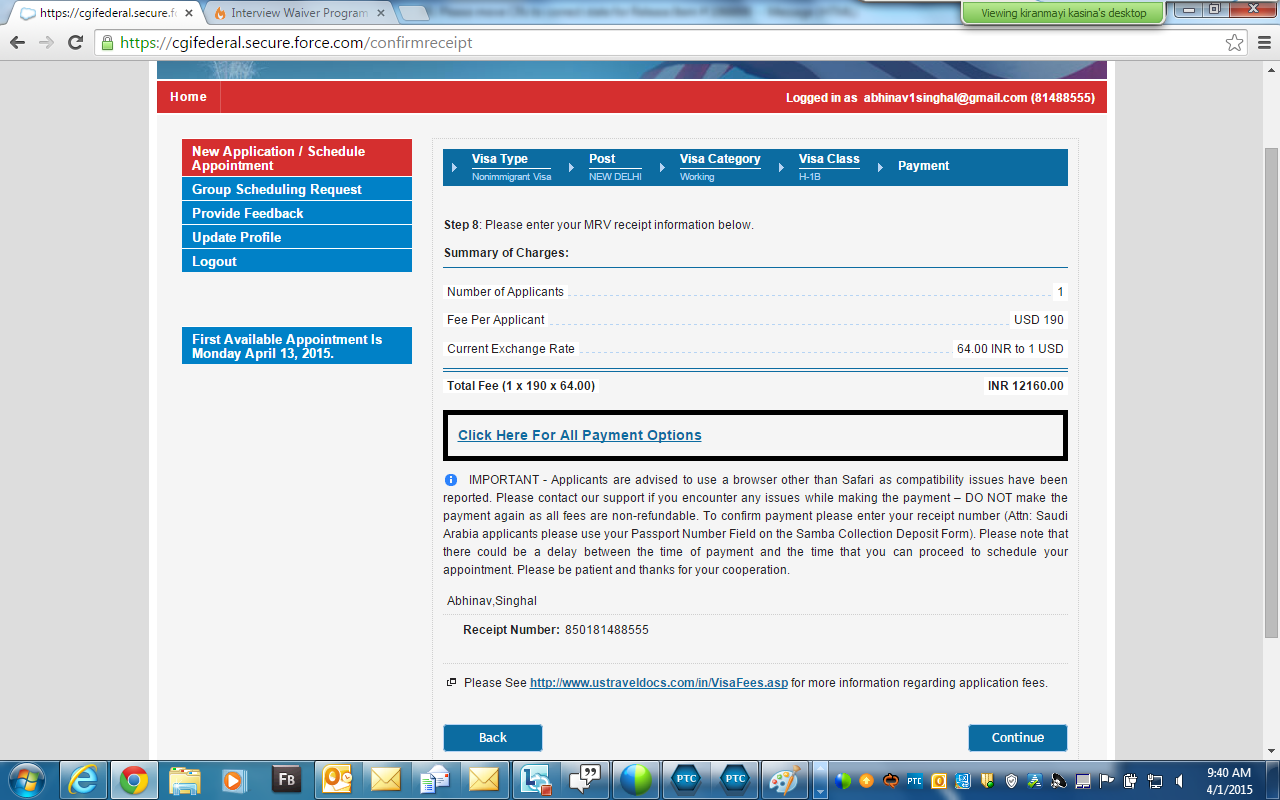 https://cgifederal.secure.fo
Interview Waiver Program
Viewing kiranmayi kasina's desktop
https://cgifederal.secure.force.com/confirmreceipt
Home
Logged in as abhinav1singhal@gmail.com (81488555)
New Application / Schedule
Appointment
Group Scheduling Request
Provide Feedback
Update Profile
Logout
First Available Appointment Is
Monday April 13, 2015.
Visa Type Post Visa Category Visa Class Payment
Nonimmigrant Visa NEW DELHI Working H-1B
Step 8: Please enter your MRV receipt information below.
Summary of Charges:
Number of Applicants 1
Fee Per Applicant USD 190
Current Exchange Rate 64.00 INR to 1 USD
Total Fee (1 x 190 x 64.00) INR 12160.00
Click Here For All Payment Options
IMPORTANT - Applicants are advised to use a browser other than Safari as compatibility issues have been
reported. Please contact our support if you encounter any issues while making the payment – DO NOT make the
payment again as all fees are non-refundable. To confirm payment please enter your receipt number (Attn: Saudi
Arabia applicants please use your Passport Number Field on the Samba Collection Deposit Form). Please note that
there could be a delay between the time of payment and the time that you can proceed to schedule your
appointment. Please be patient and thanks for your cooperation.
Abhinav,Singhal
Receipt Number: 850181488555
Please See http://www.ustraveldocs.com/in/VisaFees.asp for more information regarding application fees.
Back Continue
FB PTC PTC PTC
9:40 AM
4/1/2015